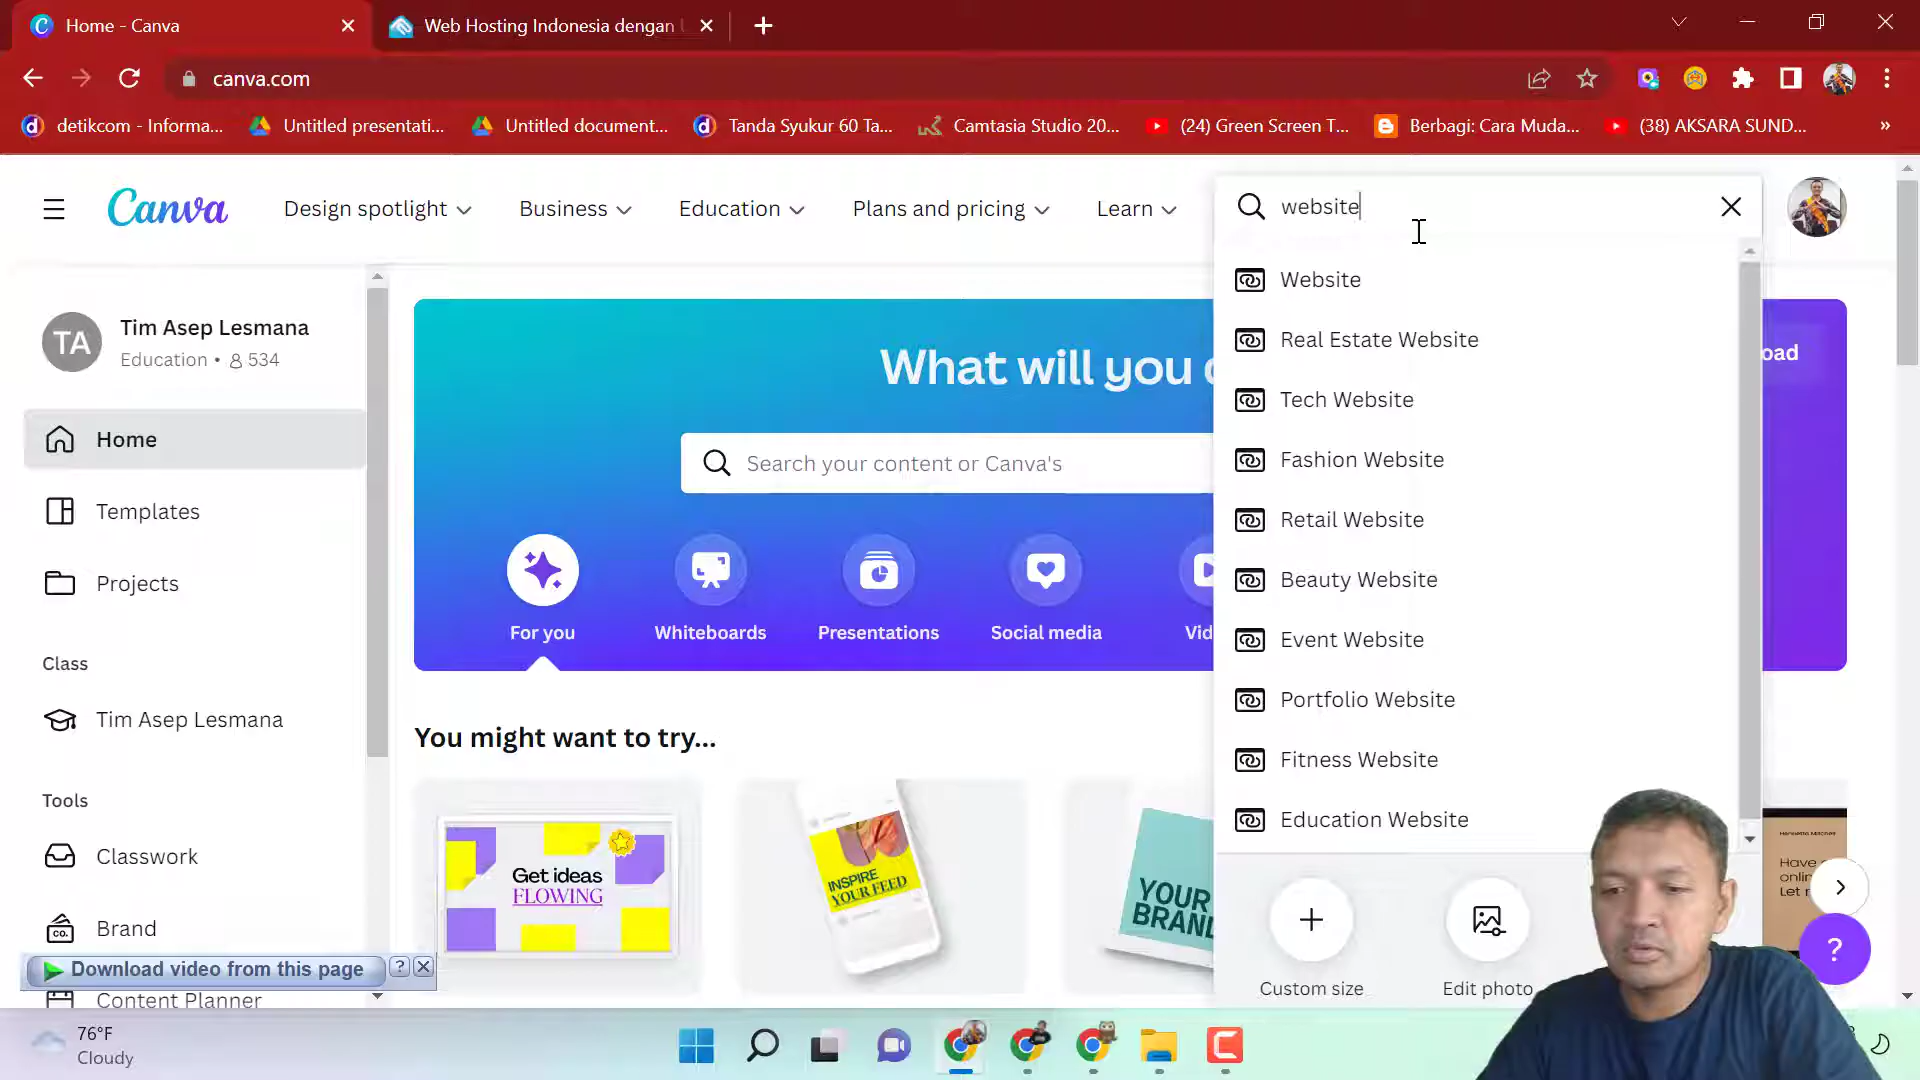 Home - Canva
Web Hosting Indonesia dengan
canva.com
detikcom - Informa...
Untitled presentati...
Untitled document...
Tanda Syukur 60 Ta...
Camtasia Studio 20...
(24) Green Screen T...
Berbagi: Cara Muda...
(38) AKSARA SUND...
Canva
Design spotlight
Business
Education
Plans and pricing
Learn
website
Website
Real Estate Website
Tech Website
Fashion Website
Retail Website
Beauty Website
Event Website
Portfolio Website
Fitness Website
Education Website
Custom size
Edit photo
TA
Tim Asep Lesmana
Education • 534
Home
Templates
Projects
Class
Tim Asep Lesmana
Tools
Classwork
CO.
Brand
Download video from this page
?
Content Planner
What will you
oad
Search your content or Canva's
For you
Whiteboards
Presentations
Social media
Vid
You might want to try...
Get ideas
FLOWING
INSPIRE
YOUR FEED
YOUR
BRAN
Have
onlin
Let
?
76°F
Cloudy